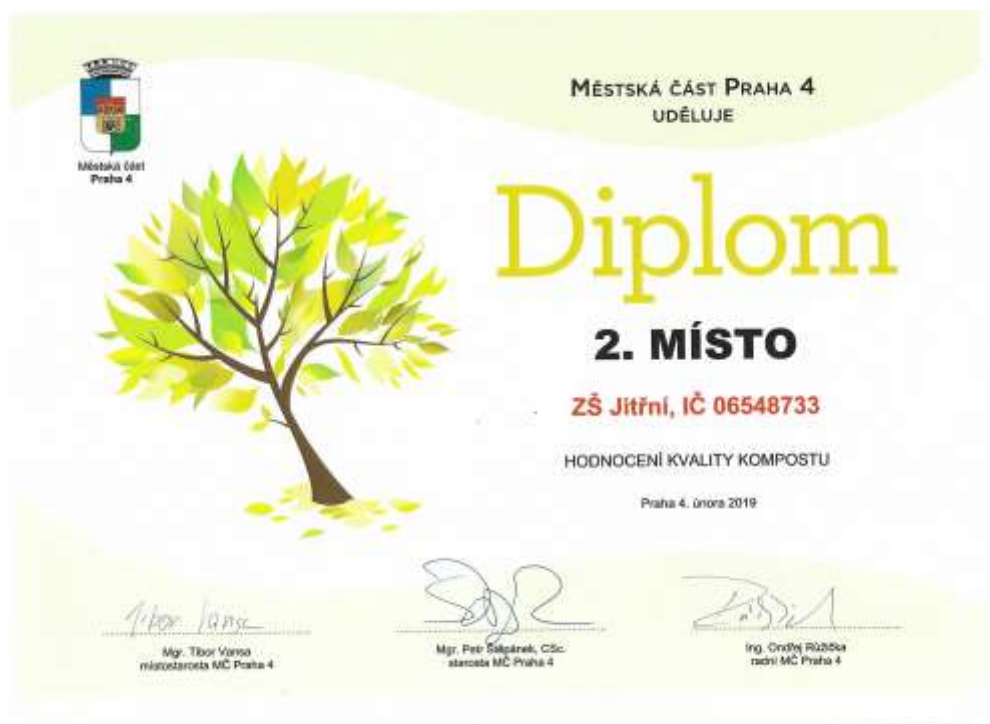 Městská část
Praha 4
MĚSTSKÁ ČÁST PRAHA 4
UDĚLUJE
Diplom
2. MÍSTO
ZŠ Jitřní, IČ 06548733
HODNOCENÍ KVALITY KOMPOSTU
Praha 4. února 2019
Tibor Vansa
Mgr. Tibor Vansa
místostarosta MČ Praha 4
Mgr. Petr Štěpánek, CSc.
starosta MČ Praha 4
Ing. Ondřej Růžička
radní MČ Praha 4